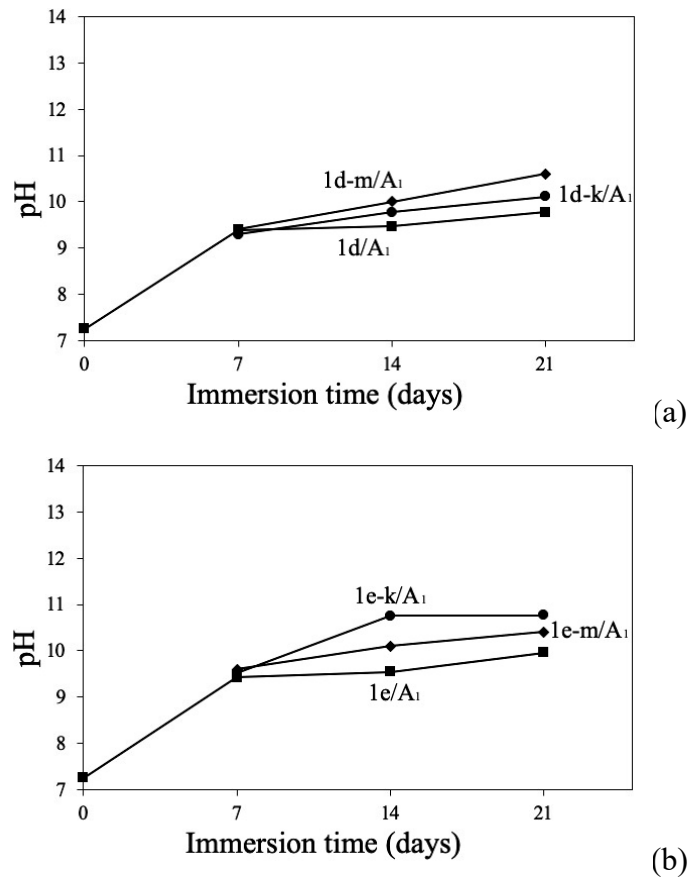 14
13
12
11
10
9
8
7
pH
1d-m/A₁
1d-k/A₁
1d/A₁
0 7 14 21
Immersion time (days)
(a)
14
13
12
11
10
9
8
7
pH
1e-k/A₁
1e-m/A₁
1e/A₁
0 7 14 21
Immersion time (days)
(b)